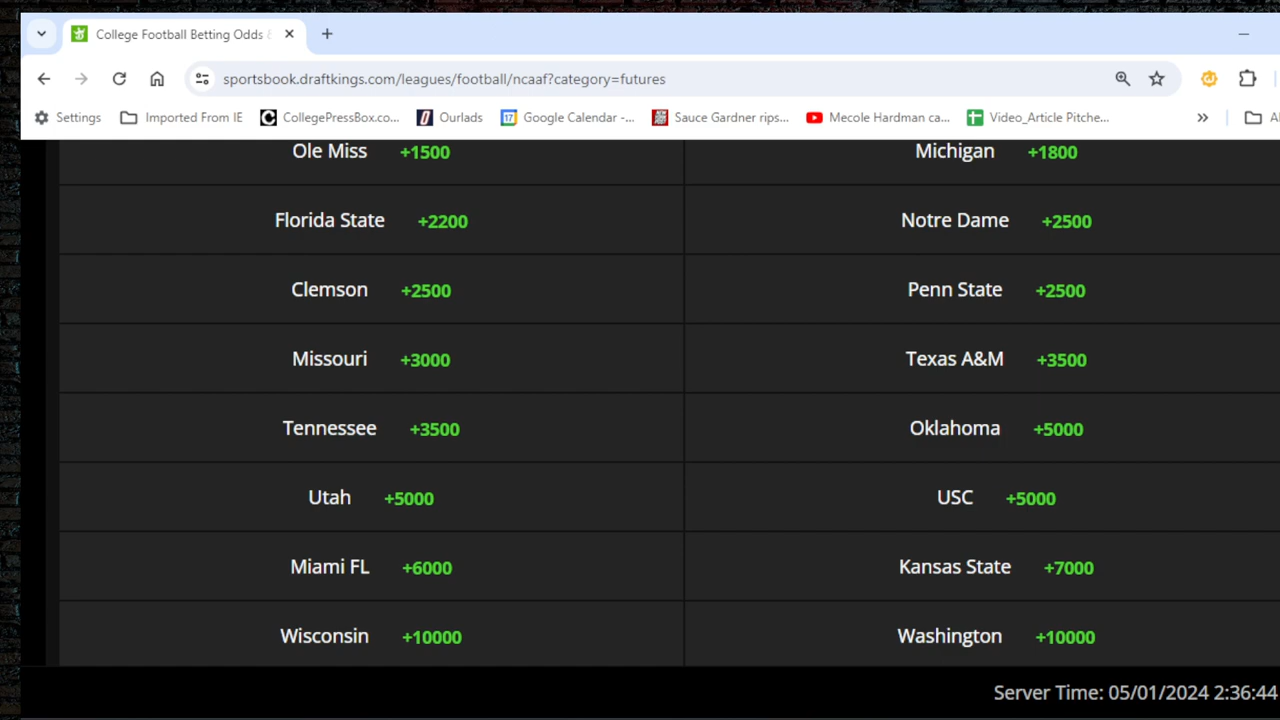 College Football Betting Odds &
sportsbook.draftkings.com/leagues/football/ncaaf?category=futures
Settings Imported From IE CollegePressBox.co... Ourlads Google Calendar -... Sauce Gardner rips... Mecole Hardman ca... Video_Article Pitche...
Ole Miss +1500 Michigan +1800
Florida State +2200 Notre Dame +2500
Clemson +2500 Penn State +2500
Missouri +3000 Texas A&M +3500
Tennessee +3500 Oklahoma +5000
Utah +5000 USC +5000
Miami FL +6000 Kansas State +7000
Wisconsin +10000 Washington +10000
Server Time: 05/01/2024 2:36:44